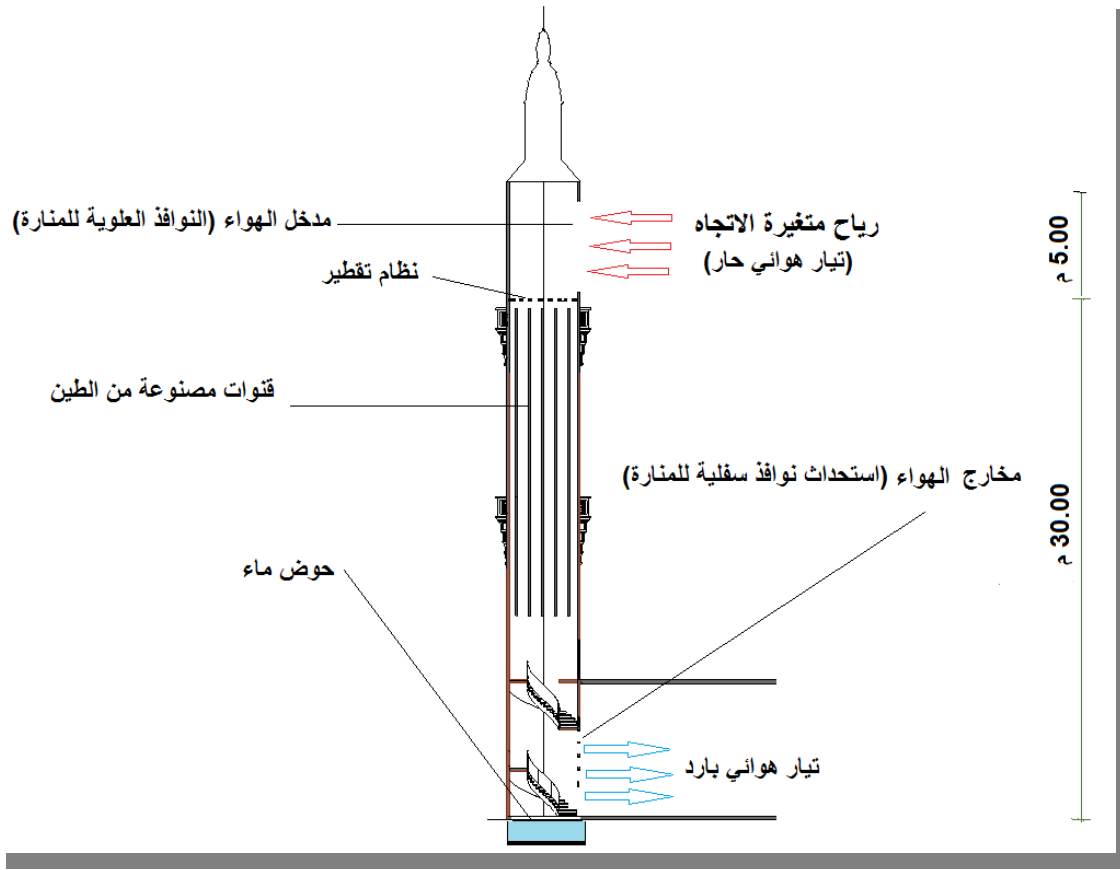 مدخل الهواء (النوافذ العلوية للمنارة)
رياح متغيرة الاتجاه
(تيار هوائي حار)
5.00 م
نظام تقطير
قنوات مصنوعة من الطين
مخارج الهواء (استحداث نوافذ سفلية للمنارة)
30.00 م
حوض ماء
تيار هوائي بارد